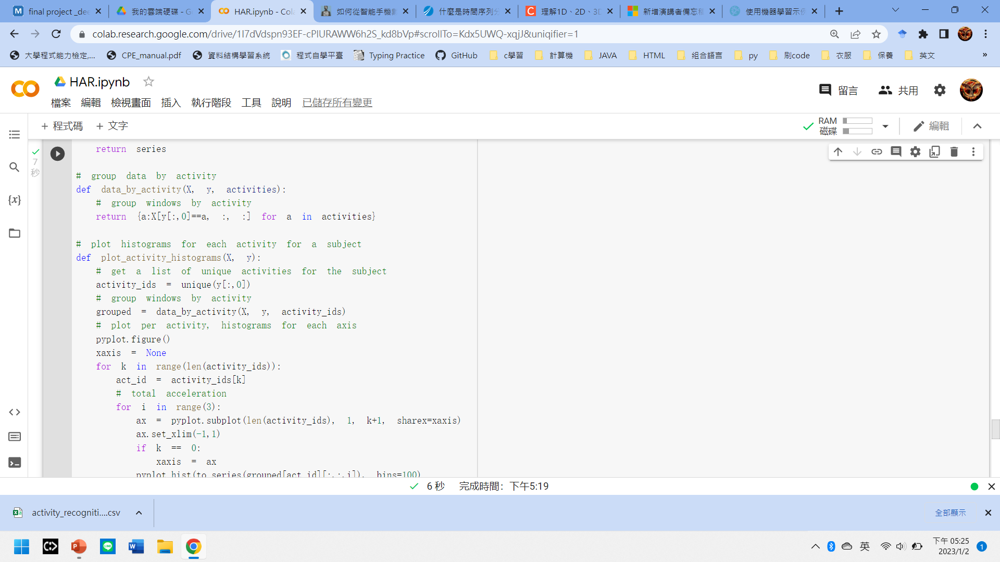 final project _dee
我的雲端硬碟 - G
HAR.ipynb - Cola
如何從智能手機數
什麼是時間序列分
理解1D、2D、3D
新增演講者備忘稿
使用機器學習示例
colab.research.google.com/drive/1I7dVdspn93EF-cPIURAWW6h2S_kd8bVp#scrollTo=Kdx5UWQ-xqjJ&uniqifier=1
大學程式能力檢定,...
CPE_manual.pdf
資料結構學習系統
程式自學平臺
Typing Practice
GitHub
c學習
計算機
JAVA
HTML
組合語言
py
刷code
衣服
保養
英文
»
HAR.ipynb
留言
共用
檔案 編輯 檢視畫面 插入 執行階段 工具 說明 已儲存所有變更
+ 程式碼 + 文字
RAM
磁碟
編輯
7
秒
return series
# group data by activity
def data_by_activity(X, y, activities):
# group windows by activity
return {a:X[y[:,0]==a, :, :] for a in activities}
# plot histograms for each activity for a subject
def plot_activity_histograms(X, y):
# get a list of unique activities for the subject
activity_ids = unique(y[:,0])
# group windows by activity
grouped = data_by_activity(X, y, activity_ids)
# plot per activity, histograms for each axis
pyplot.figure()
xaxis = None
for k in range(len(activity_ids)):
act_id = activity_ids[k]
# total acceleration
for i in range(3):
ax = pyplot.subplot(len(activity_ids), 1, k+1, sharex=xaxis)
ax.set_xlim(-1,1)
if k == 0:
xaxis = ax
pyplot.hist(to_series(grouped[act_id][:,:,i]), bins=100)
6 秒 完成時間：下午5:19
activity_recogniti....csv
全部顯示
英
下午 05:25
2023/1/2
1